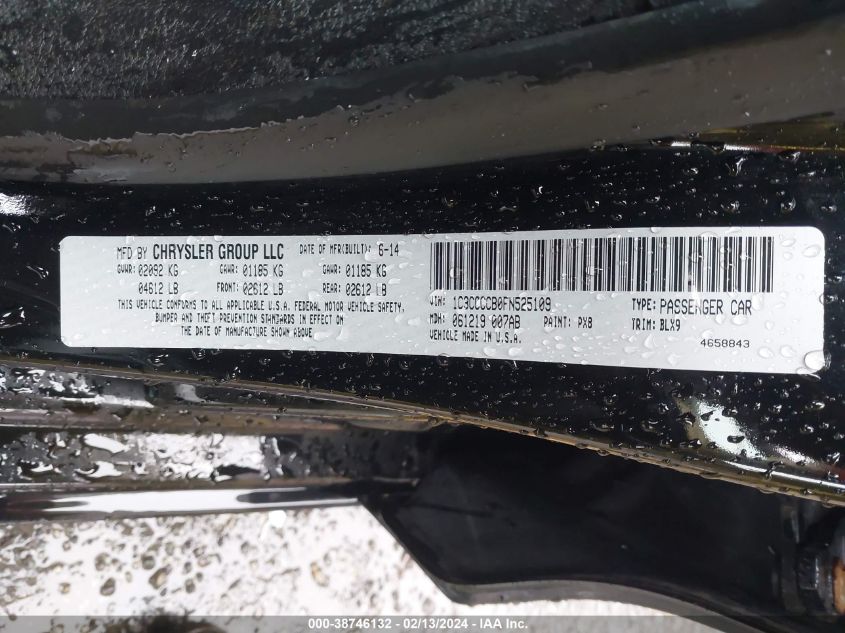 MFD BY CHRYSLER GROUP LLC DATE OF MFR(BUILT): 6-14
GVWR: 02092 KG GAWR: 01185 KG GAWR: 01185 KG
04612 LB FRONT: 02612 LB REAR: 02612 LB
THIS VEHICLE CONFORMS TO ALL APPLICABLE U.S.A. FEDERAL MOTOR VEHICLE SAFETY,
BUMPER AND THEFT PREVENTION STANDARDS IN EFFECT ON
THE DATE OF MANUFACTURE SHOWN ABOVE
VIN: 1C3CCCCB0FN525109 TYPE: PASSENGER CAR
MDH: 061219 007AB PAINT: PX8 TRIM: BLX9
VEHICLE MADE IN U.S.A. 4658843
000-38746132 - 02/13/2024 - IAA Inc.